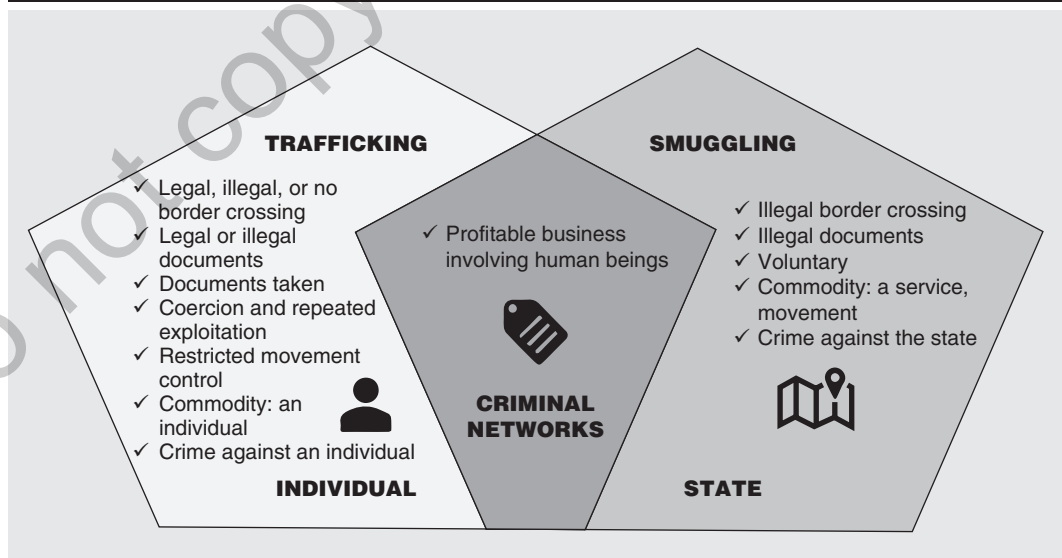 TRAFFICKING
✓ Legal, illegal, or no
border crossing
✓ Legal or illegal
documents
✓ Documents taken
✓ Coercion and repeated
exploitation
✓ Restricted movement
control
✓ Commodity: an
individual
✓ Crime against an individual
INDIVIDUAL
✓ Profitable business
involving human beings
CRIMINAL
NETWORKS
SMUGGLING
✓ Illegal border crossing
✓ Illegal documents
✓ Voluntary
✓ Commodity: a service,
movement
✓ Crime against the state
STATE
not copy